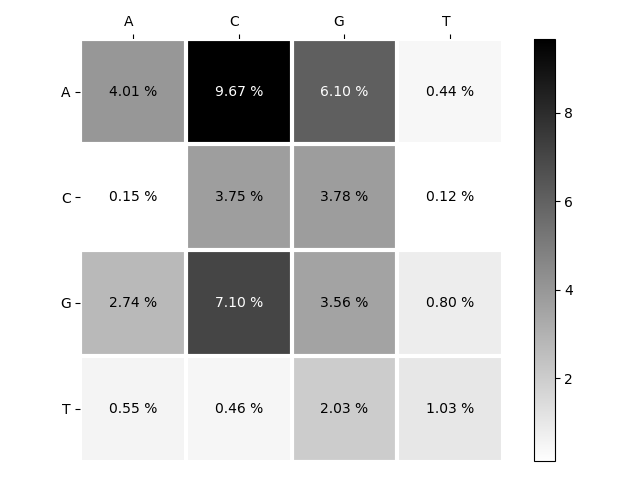 A C G T
A 4.01 % 9.67 % 6.10 % 0.44 %
8
C 0.15 % 3.75 % 3.78 % 0.12 %
6
G 2.74 % 7.10 % 3.56 % 0.80 %
4
2
T 0.55 % 0.46 % 2.03 % 1.03 %